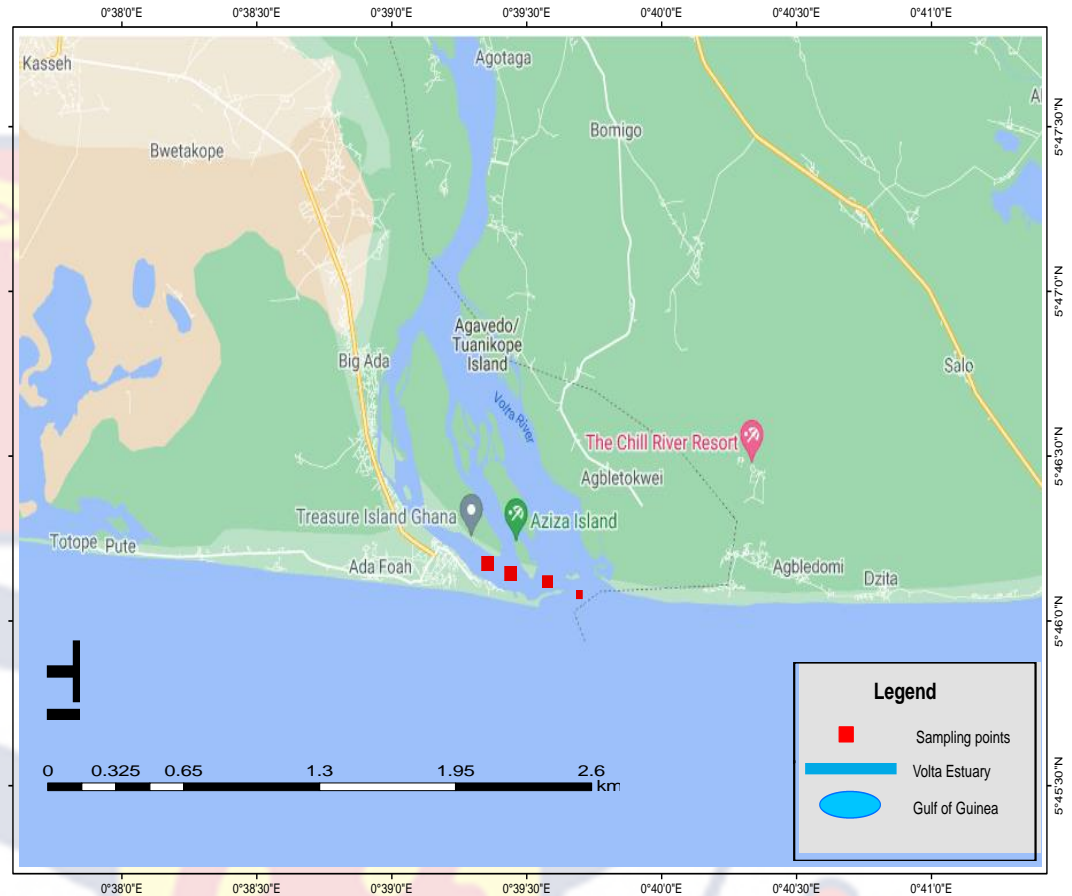 0°38'0"E 0°38'30"E 0°39'0"E 0°39'30"E 0°40'0"E 0°40'30"E 0°41'0"E
Kasseh
Agotaga
Bomigo
Bwetakope
5°47'30"N
5°47'0"N
Agavedo/
Tuanikope
Island
Big Ada
Salo
Volta River
The Chill River Resort
5°46'30"N
Agbletokwei
Treasure Island Ghana
Aziza Island
Totope Pute
Ada Foah
Agbledomi
Dzita
5°46'0"N
Legend
Sampling points
Volta Estuary
Gulf of Guinea
0 0.325 0.65 1.3 1.95 2.6
km
5°45'30"N
0°38'0"E 0°38'30"E 0°39'0"E 0°39'30"E 0°40'0"E 0°40'30"E 0°41'0"E